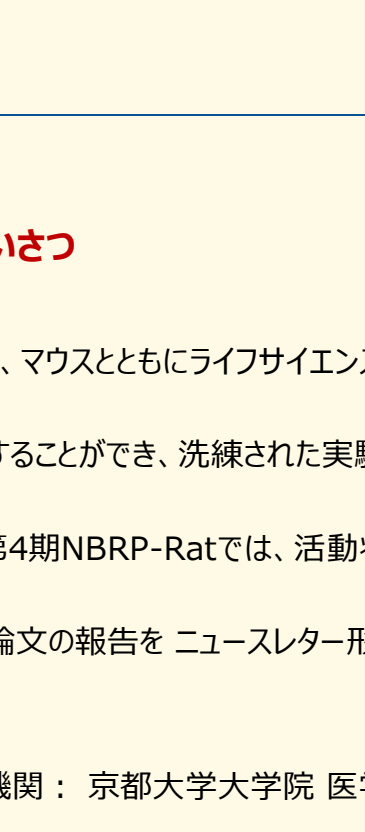 いさつ
、マウスとともにライフサイエンス
することができ、洗練された実験
第4期NBRP-Ratでは、活動
論文の報告を ニュースレター形
機関： 京都大学大学院 医学